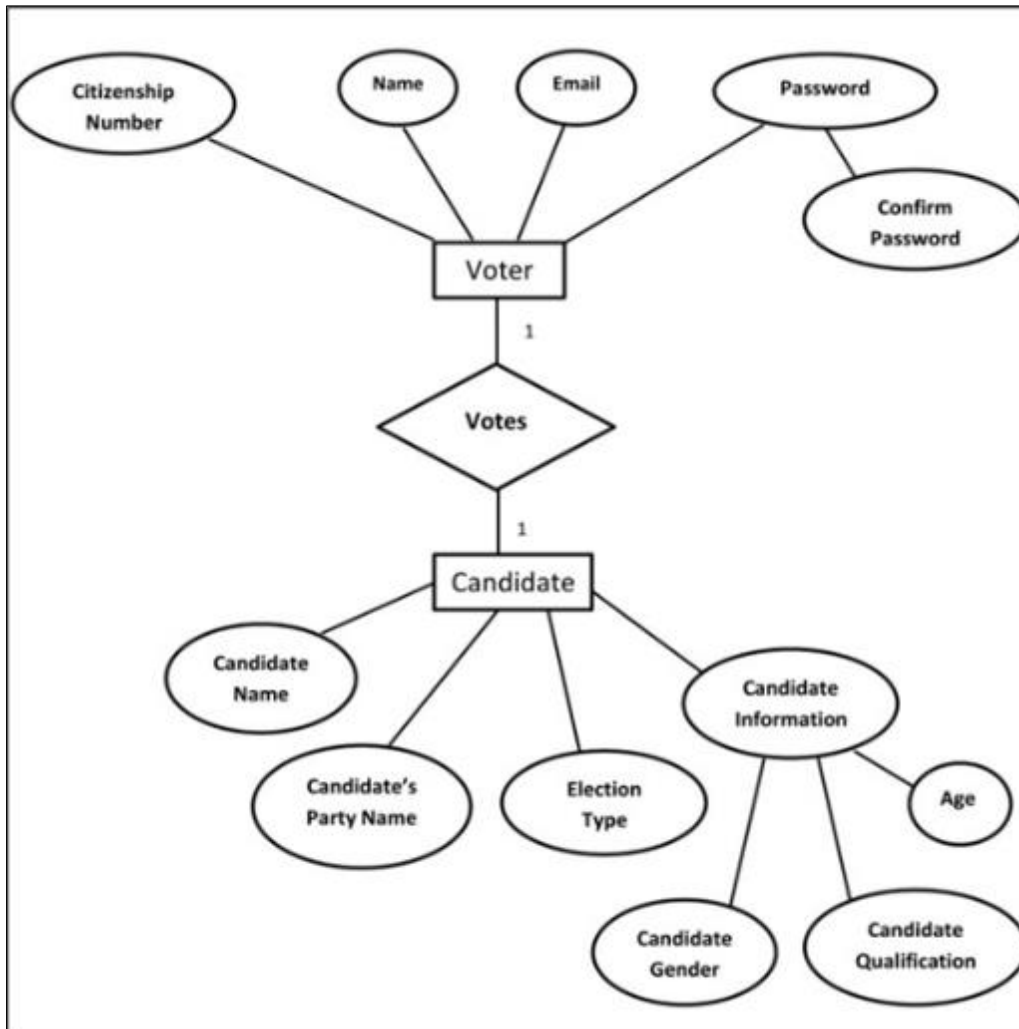 Citizenship
Number
Name
Email
Password
Confirm
Password
Voter
1
Votes
1
Candidate
Candidate
Name
Candidate's
Party Name
Election
Type
Candidate
Information
Age
Candidate
Gender
Candidate
Qualification